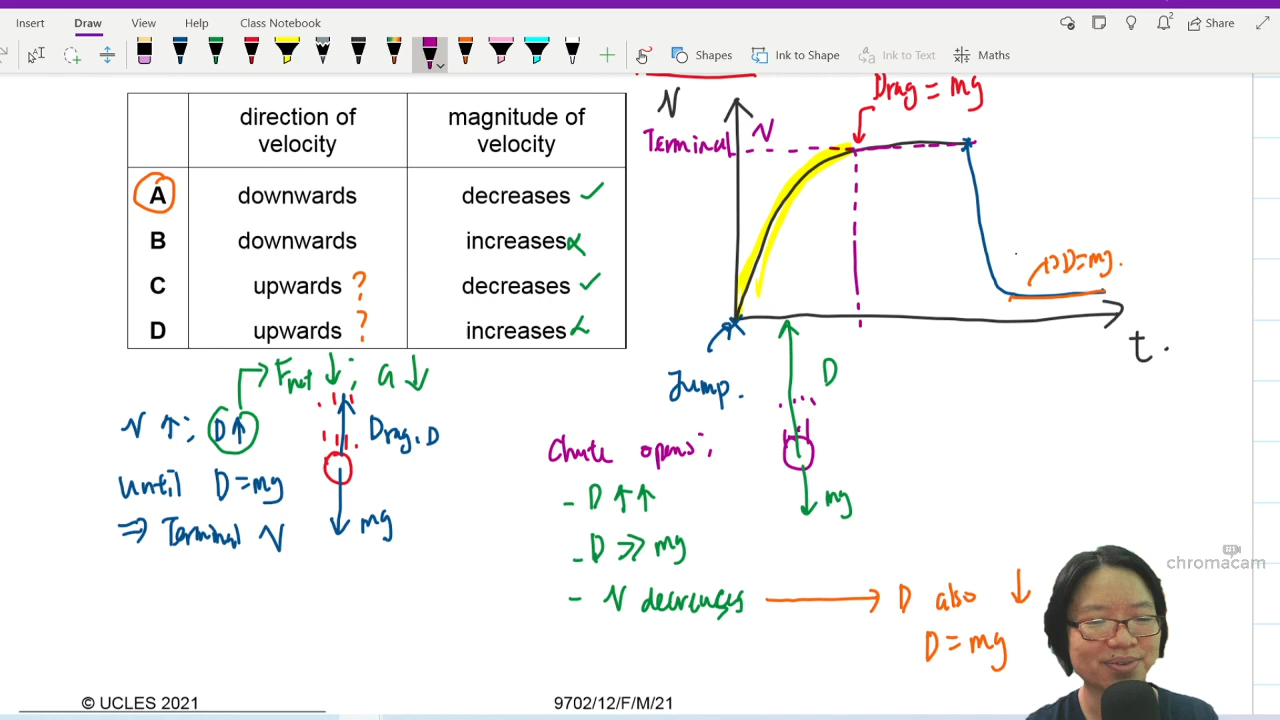 Insert Draw View Help Class Notebook
2 Share
Shapes Ink to Shape Ink to Text Maths
direction of velocity magnitude of velocity
A downwards decreases ✓
B downwards increases
C upwards ? decreases ✓
D upwards ? increases
→ Fnet ↓; a ↓
V ↑; D ↑
Drag, D
until D = mg
⇒ Terminal V
mg
V
Terminal V
Drag = mg
D = mg.
t.
Jump.
D
mg
Chute opens;
- D ↑↑
- D >> mg
- V decreases → D also ↓
D = mg
chromacam
© UCLES 2021 9702/12/F/M/21